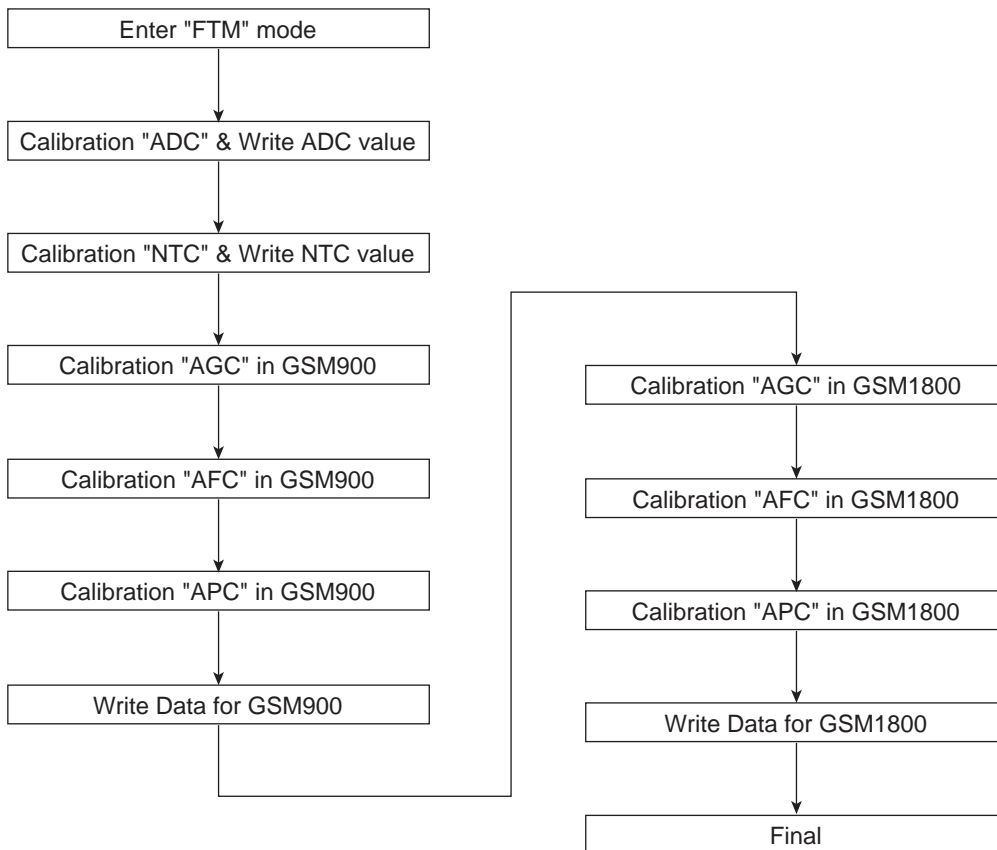 Enter "FTM" mode
Calibration "ADC" & Write ADC value
Calibration "NTC" & Write NTC value
Calibration "AGC" in GSM900
Calibration "AFC" in GSM900
Calibration "APC" in GSM900
Write Data for GSM900
Calibration "AGC" in GSM1800
Calibration "AFC" in GSM1800
Calibration "APC" in GSM1800
Write Data for GSM1800
Final